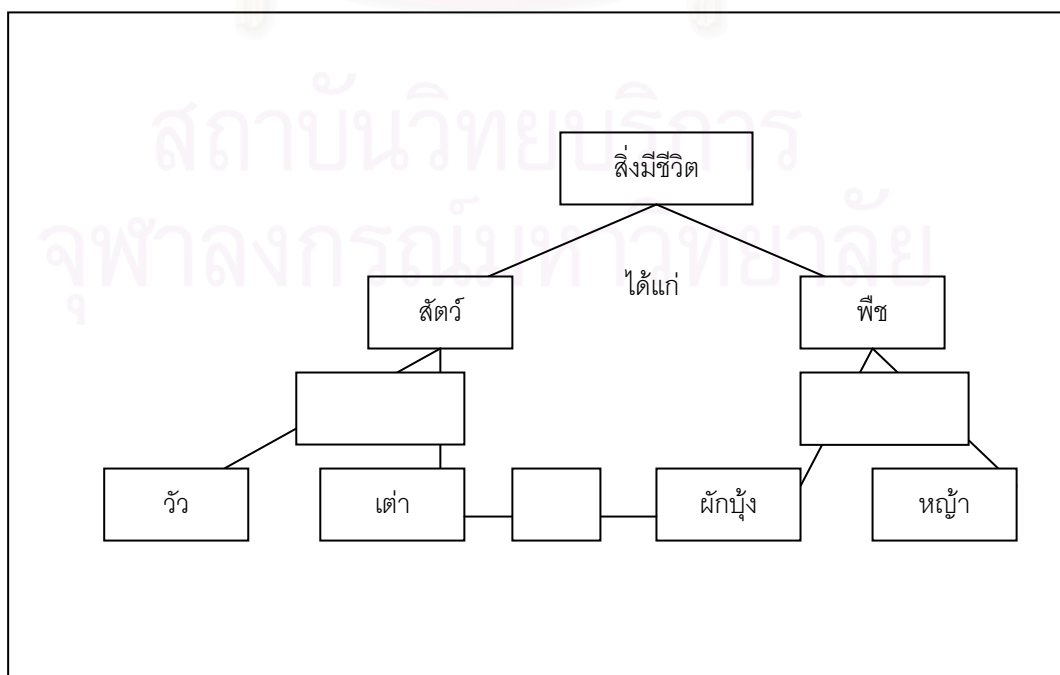 สถาบันวิทยบริการ
จุฬาลงกรณ์มหาวิทยาลัย
สิ่งมีชีวิต
ได้แก่
สัตว์
พืช
วัว
เต่า
ผักบุ้ง
หญ้า